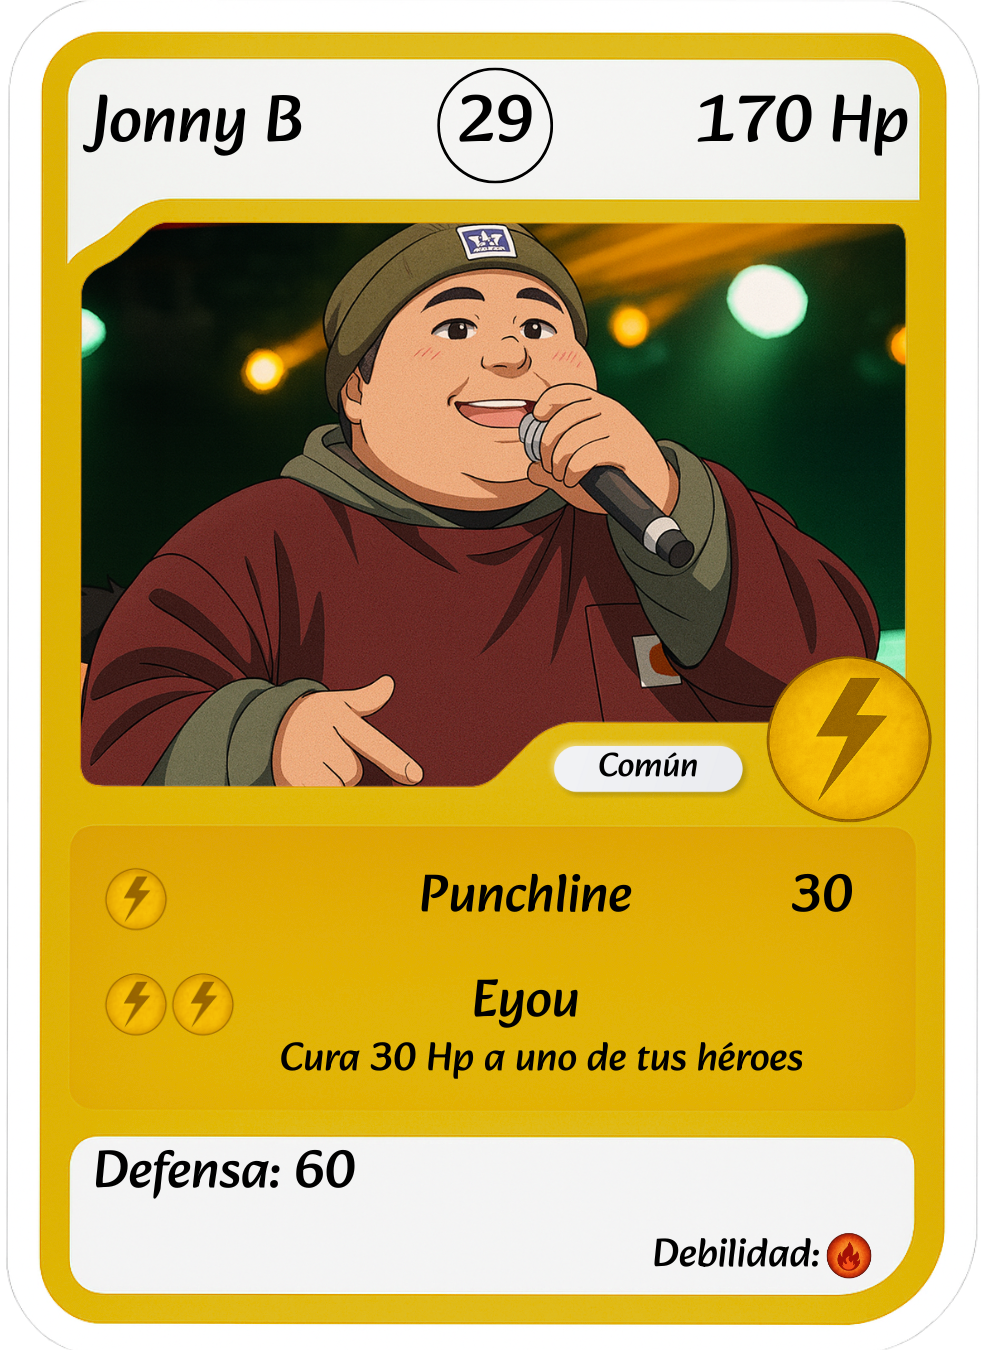 Jonny B 29 170 Hp
Común
Punchline 30
Eyou
Cura 30 Hp a uno de tus héroes
Defensa: 60
Debilidad: